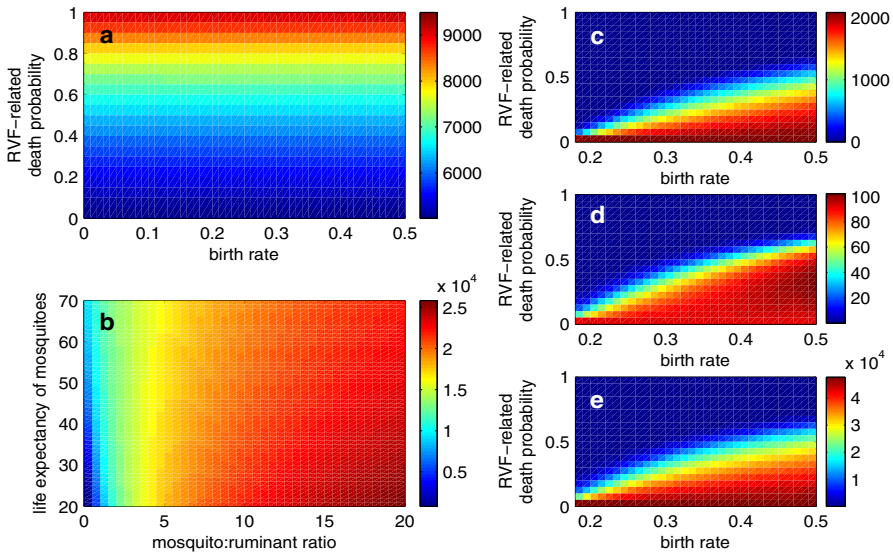 a
1
0.8
0.6
0.4
0.2
0
RVF-related
death probability
0 0.1 0.2 0.3 0.4 0.5
birth rate
9000
8000
7000
6000
b
70
60
50
40
30
20
life expectancy of mosquitoes
0 5 10 15 20
mosquito:ruminant ratio
x 10^4
2.5
2
1.5
1
0.5
c
1
0.5
0
RVF-related
death probability
0.2 0.3 0.4 0.5
birth rate
2000
1000
0
d
1
0.5
0
RVF-related
death probability
0.2 0.3 0.4 0.5
birth rate
100
80
60
40
20
e
1
0.5
0
RVF-related
death probability
0.2 0.3 0.4 0.5
birth rate
x 10^4
4
3
2
1